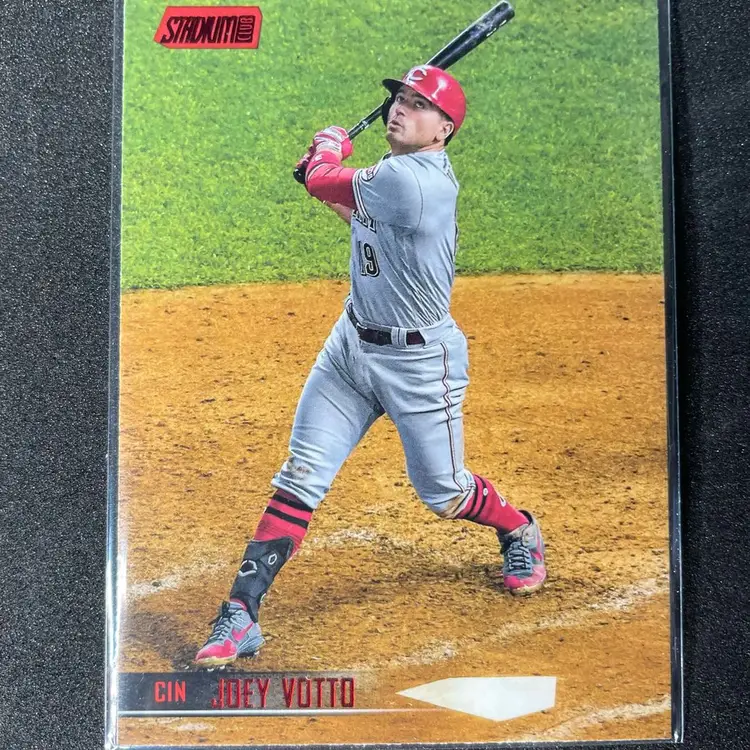 STADIUM CLUB
C
19
CIN JOEY VOTTO